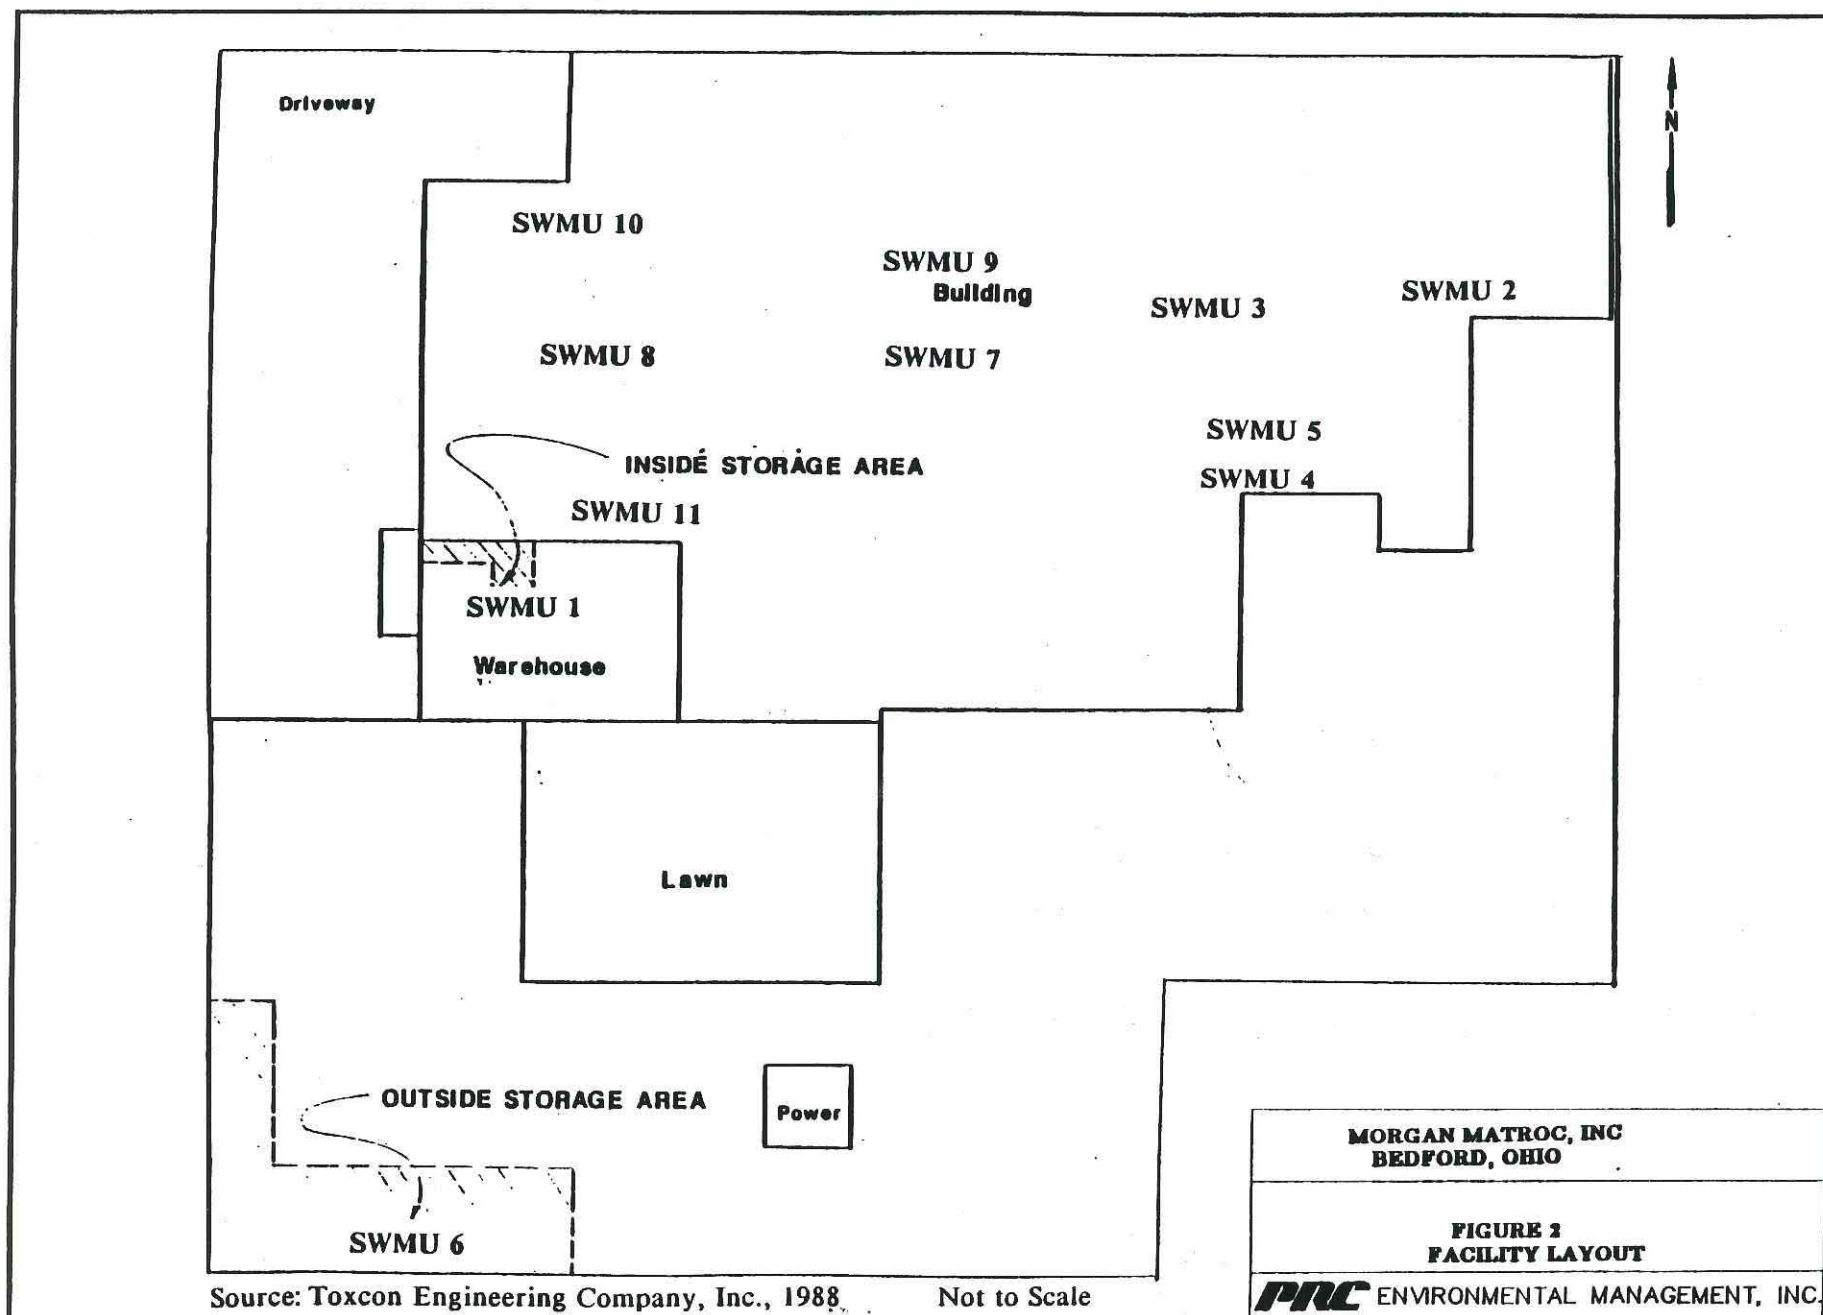 Driveway
N
SWMU 10
SWMU 9
Building
SWMU 3
SWMU 2
SWMU 8
SWMU 7
SWMU 5
INSIDE STORAGE AREA
SWMU 4
SWMU 11
SWMU 1
Warehouse
Lawn
OUTSIDE STORAGE AREA
Power
SWMU 6
MORGAN MATROC, INC
BEDFORD, OHIO
FIGURE 2
FACILITY LAYOUT
PRC ENVIRONMENTAL MANAGEMENT, INC.
Source: Toxcon Engineering Company, Inc., 1988 Not to Scale